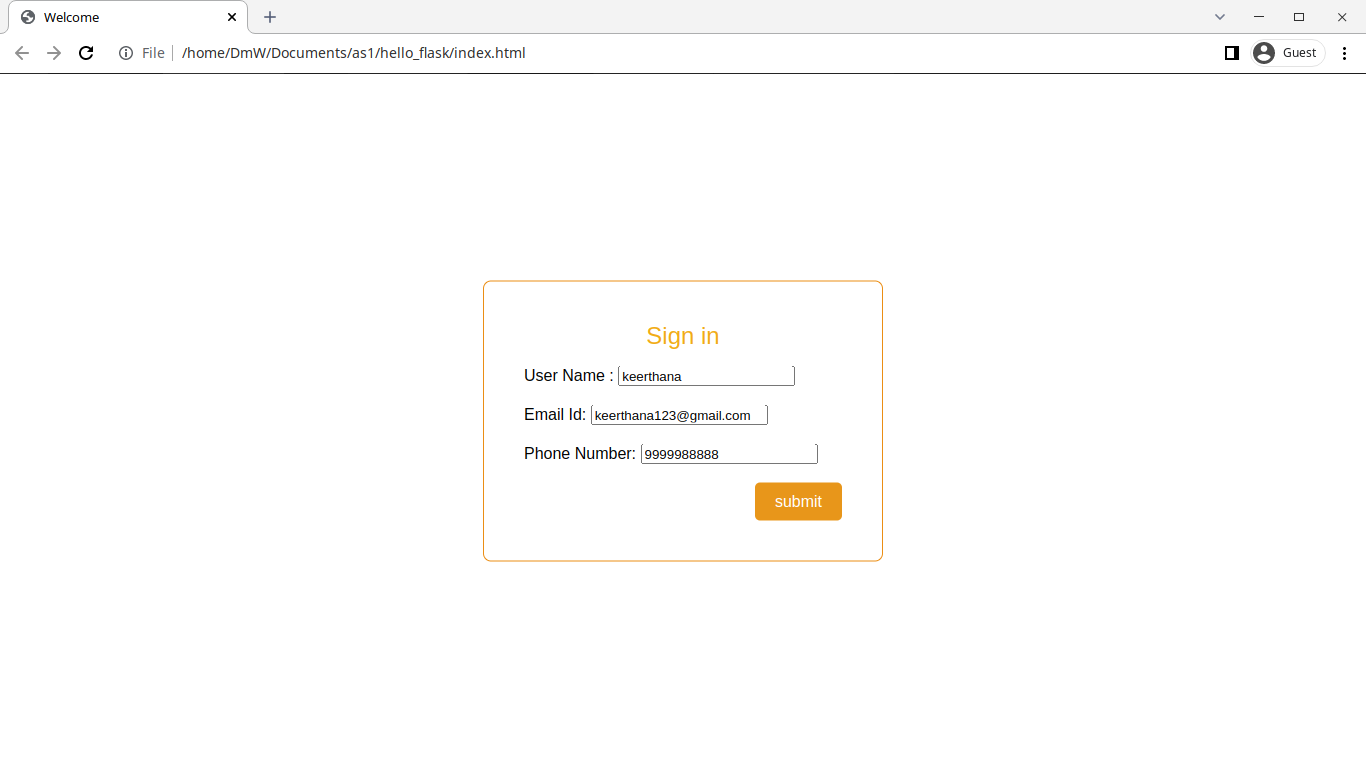 Welcome
File /home/DmW/Documents/as1/hello_flask/index.html
Guest
Sign in
User Name : keerthana
Email Id: keerthana123@gmail.com
Phone Number: 9999988888
submit